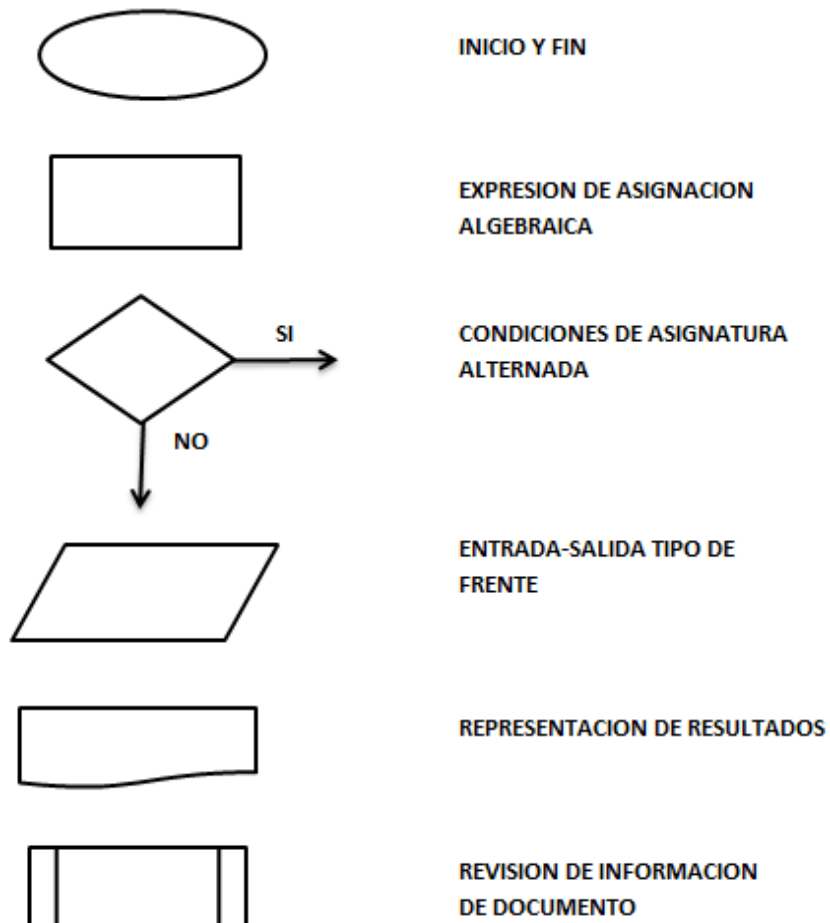 INICIO Y FIN
EXPRESION DE ASIGNACION
ALGEBRAICA
SI
CONDICIONES DE ASIGNATURA
ALTERNADA
NO
ENTRADA-SALIDA TIPO DE
FRENTE
REPRESENTACION DE RESULTADOS
REVISION DE INFORMACION
DE DOCUMENTO